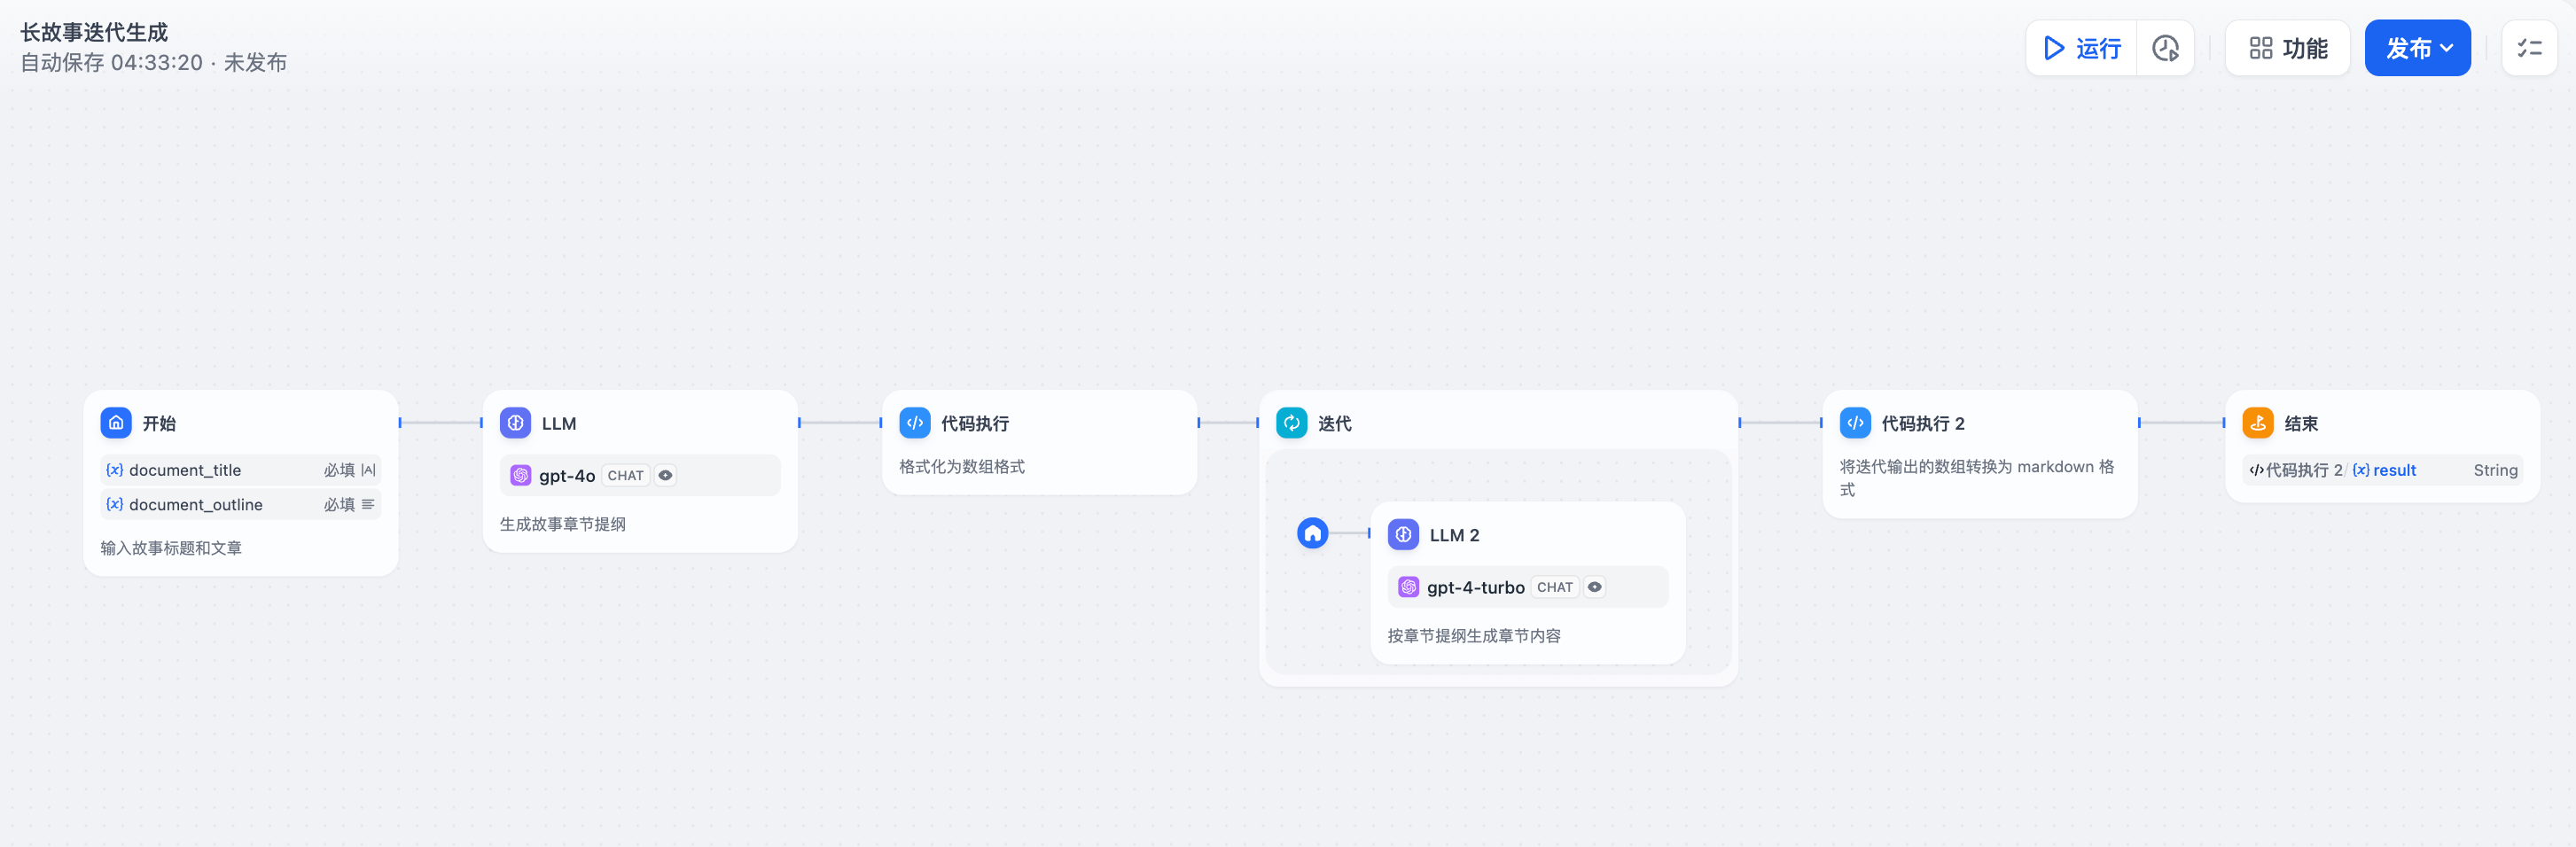 长故事迭代生成
自动保存 04:33:20 · 未发布
运行
功能
发布
开始
{x} document_title 必填
{x} document_outline 必填
输入故事标题和文章
LLM
gpt-4o CHAT
生成故事章节提纲
代码执行
格式化为数组格式
迭代
LLM 2
gpt-4-turbo CHAT
按章节提纲生成章节内容
代码执行 2
将迭代输出的数组转换为 markdown 格
式
结束
代码执行 2 / {x} result String